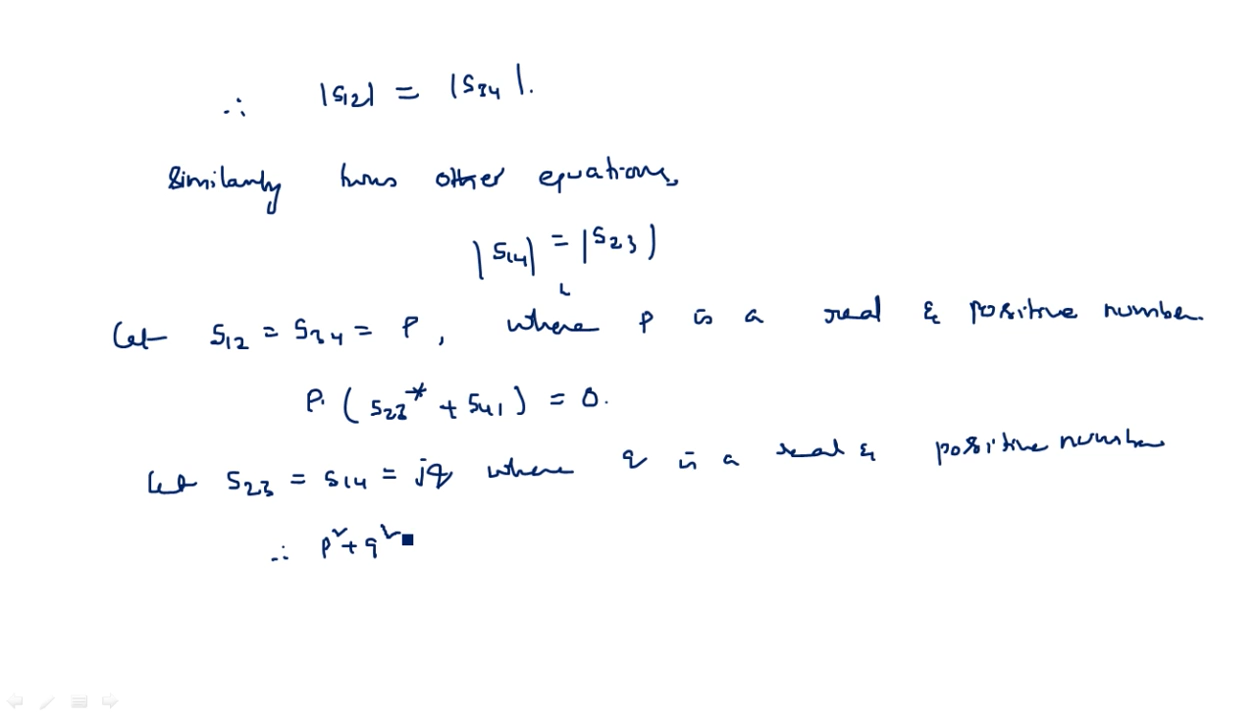 ∴ |S12| = |S34|.
Similarly from other equations,
|S14| = |S23|
Let S12 = S34 = P, where P is a real & positive number.
P. (S23* + S41) = 0.
Let S23 = S14 = jq where q is a real & positive number
∴ p² + q²